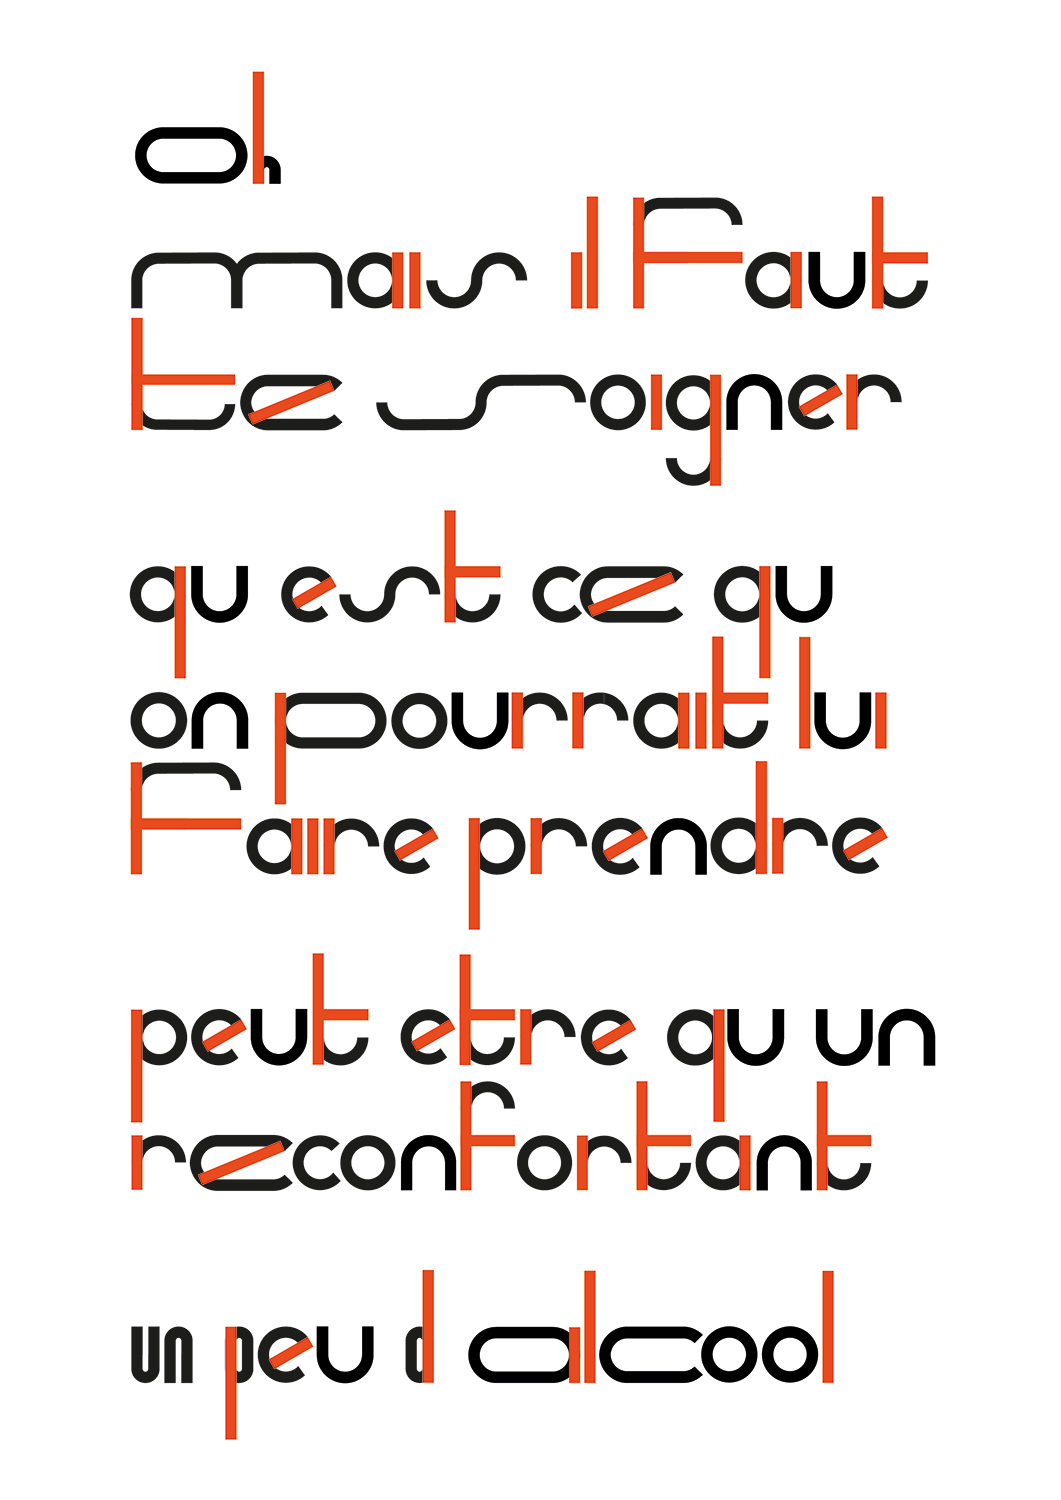 oh
mais il faut
te soigner
qu est ce qu
on pourrait lui
faire prendre
peut etre qu un
reconfortant
un peu d alcool